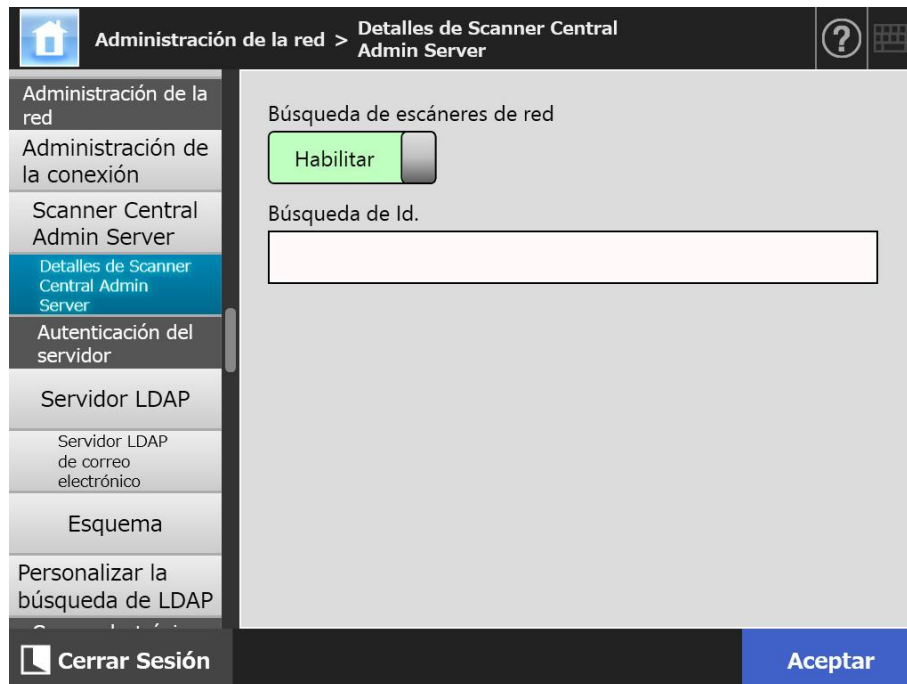 Administración de la red > Detalles de Scanner Central
Admin Server
?
Administración de la
red
Administración de
la conexión
Scanner Central
Admin Server
Detalles de Scanner
Central Admin
Server
Autenticación del
servidor
Servidor LDAP
Servidor LDAP
de correo
electrónico
Esquema
Personalizar la
búsqueda de LDAP
Búsqueda de escáneres de red
Habilitar
Búsqueda de Id.
Cerrar Sesión
Aceptar